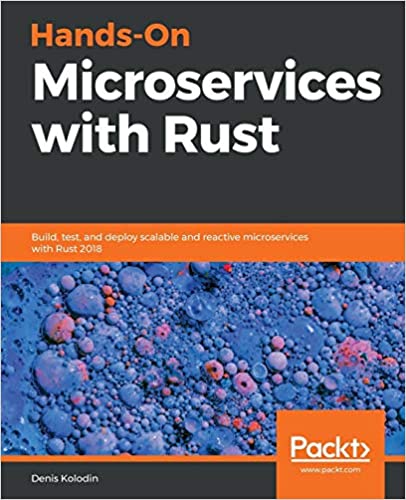 Hands-On
Microservices
with Rust
Build, test, and deploy scalable and reactive microservices
with Rust 2018
Packt>
www.packt.com
Denis Kolodin